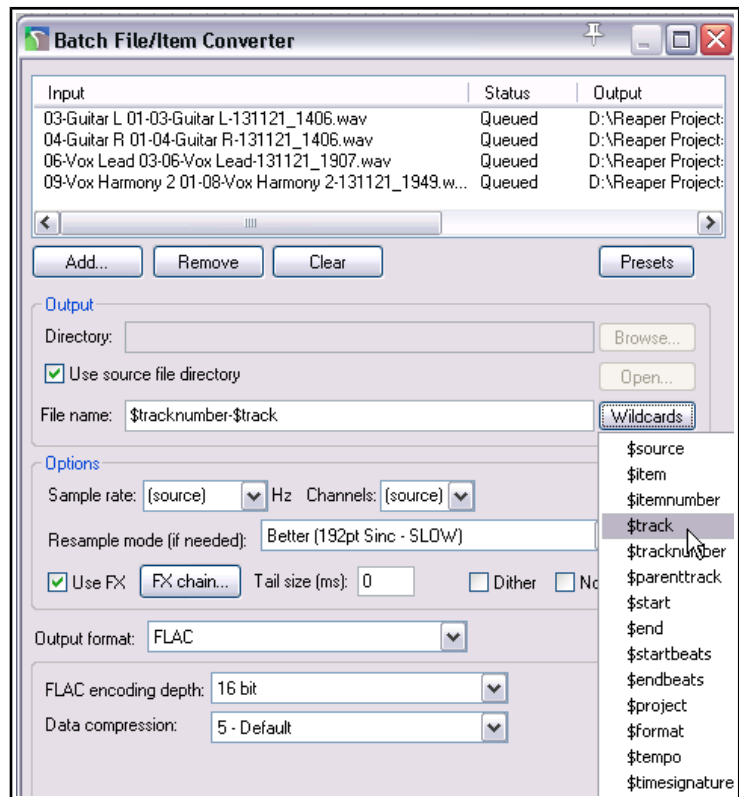 Batch File/Item Converter
Input Status Output
03-Guitar L 01-03-Guitar L-131121_1406.wav Queued D:\Reaper Project
04-Guitar R 01-04-Guitar R-131121_1406.wav Queued D:\Reaper Project
06-Vox Lead 03-06-Vox Lead-131121_1907.wav Queued D:\Reaper Project
09-Vox Harmony 2 01-08-Vox Harmony 2-131121_1949.w... Queued D:\Reaper Project
Add... Remove Clear Presets
Output
Directory: Browse...
Use source file directory Open...
File name: $tracknumber-$track Wildcards
Options
Sample rate: (source) Hz Channels: (source)
Resample mode (if needed): Better (192pt Sinc - SLOW)
Use FX FX chain... Tail size (ms): 0 Dither
Output format: FLAC
FLAC encoding depth: 16 bit
Data compression: 5 - Default
$source
$item
$itemnumber
$track
$tracknumber
$parenttrack
$start
$end
$startbeats
$endbeats
$project
$format
$tempo
$timesignature